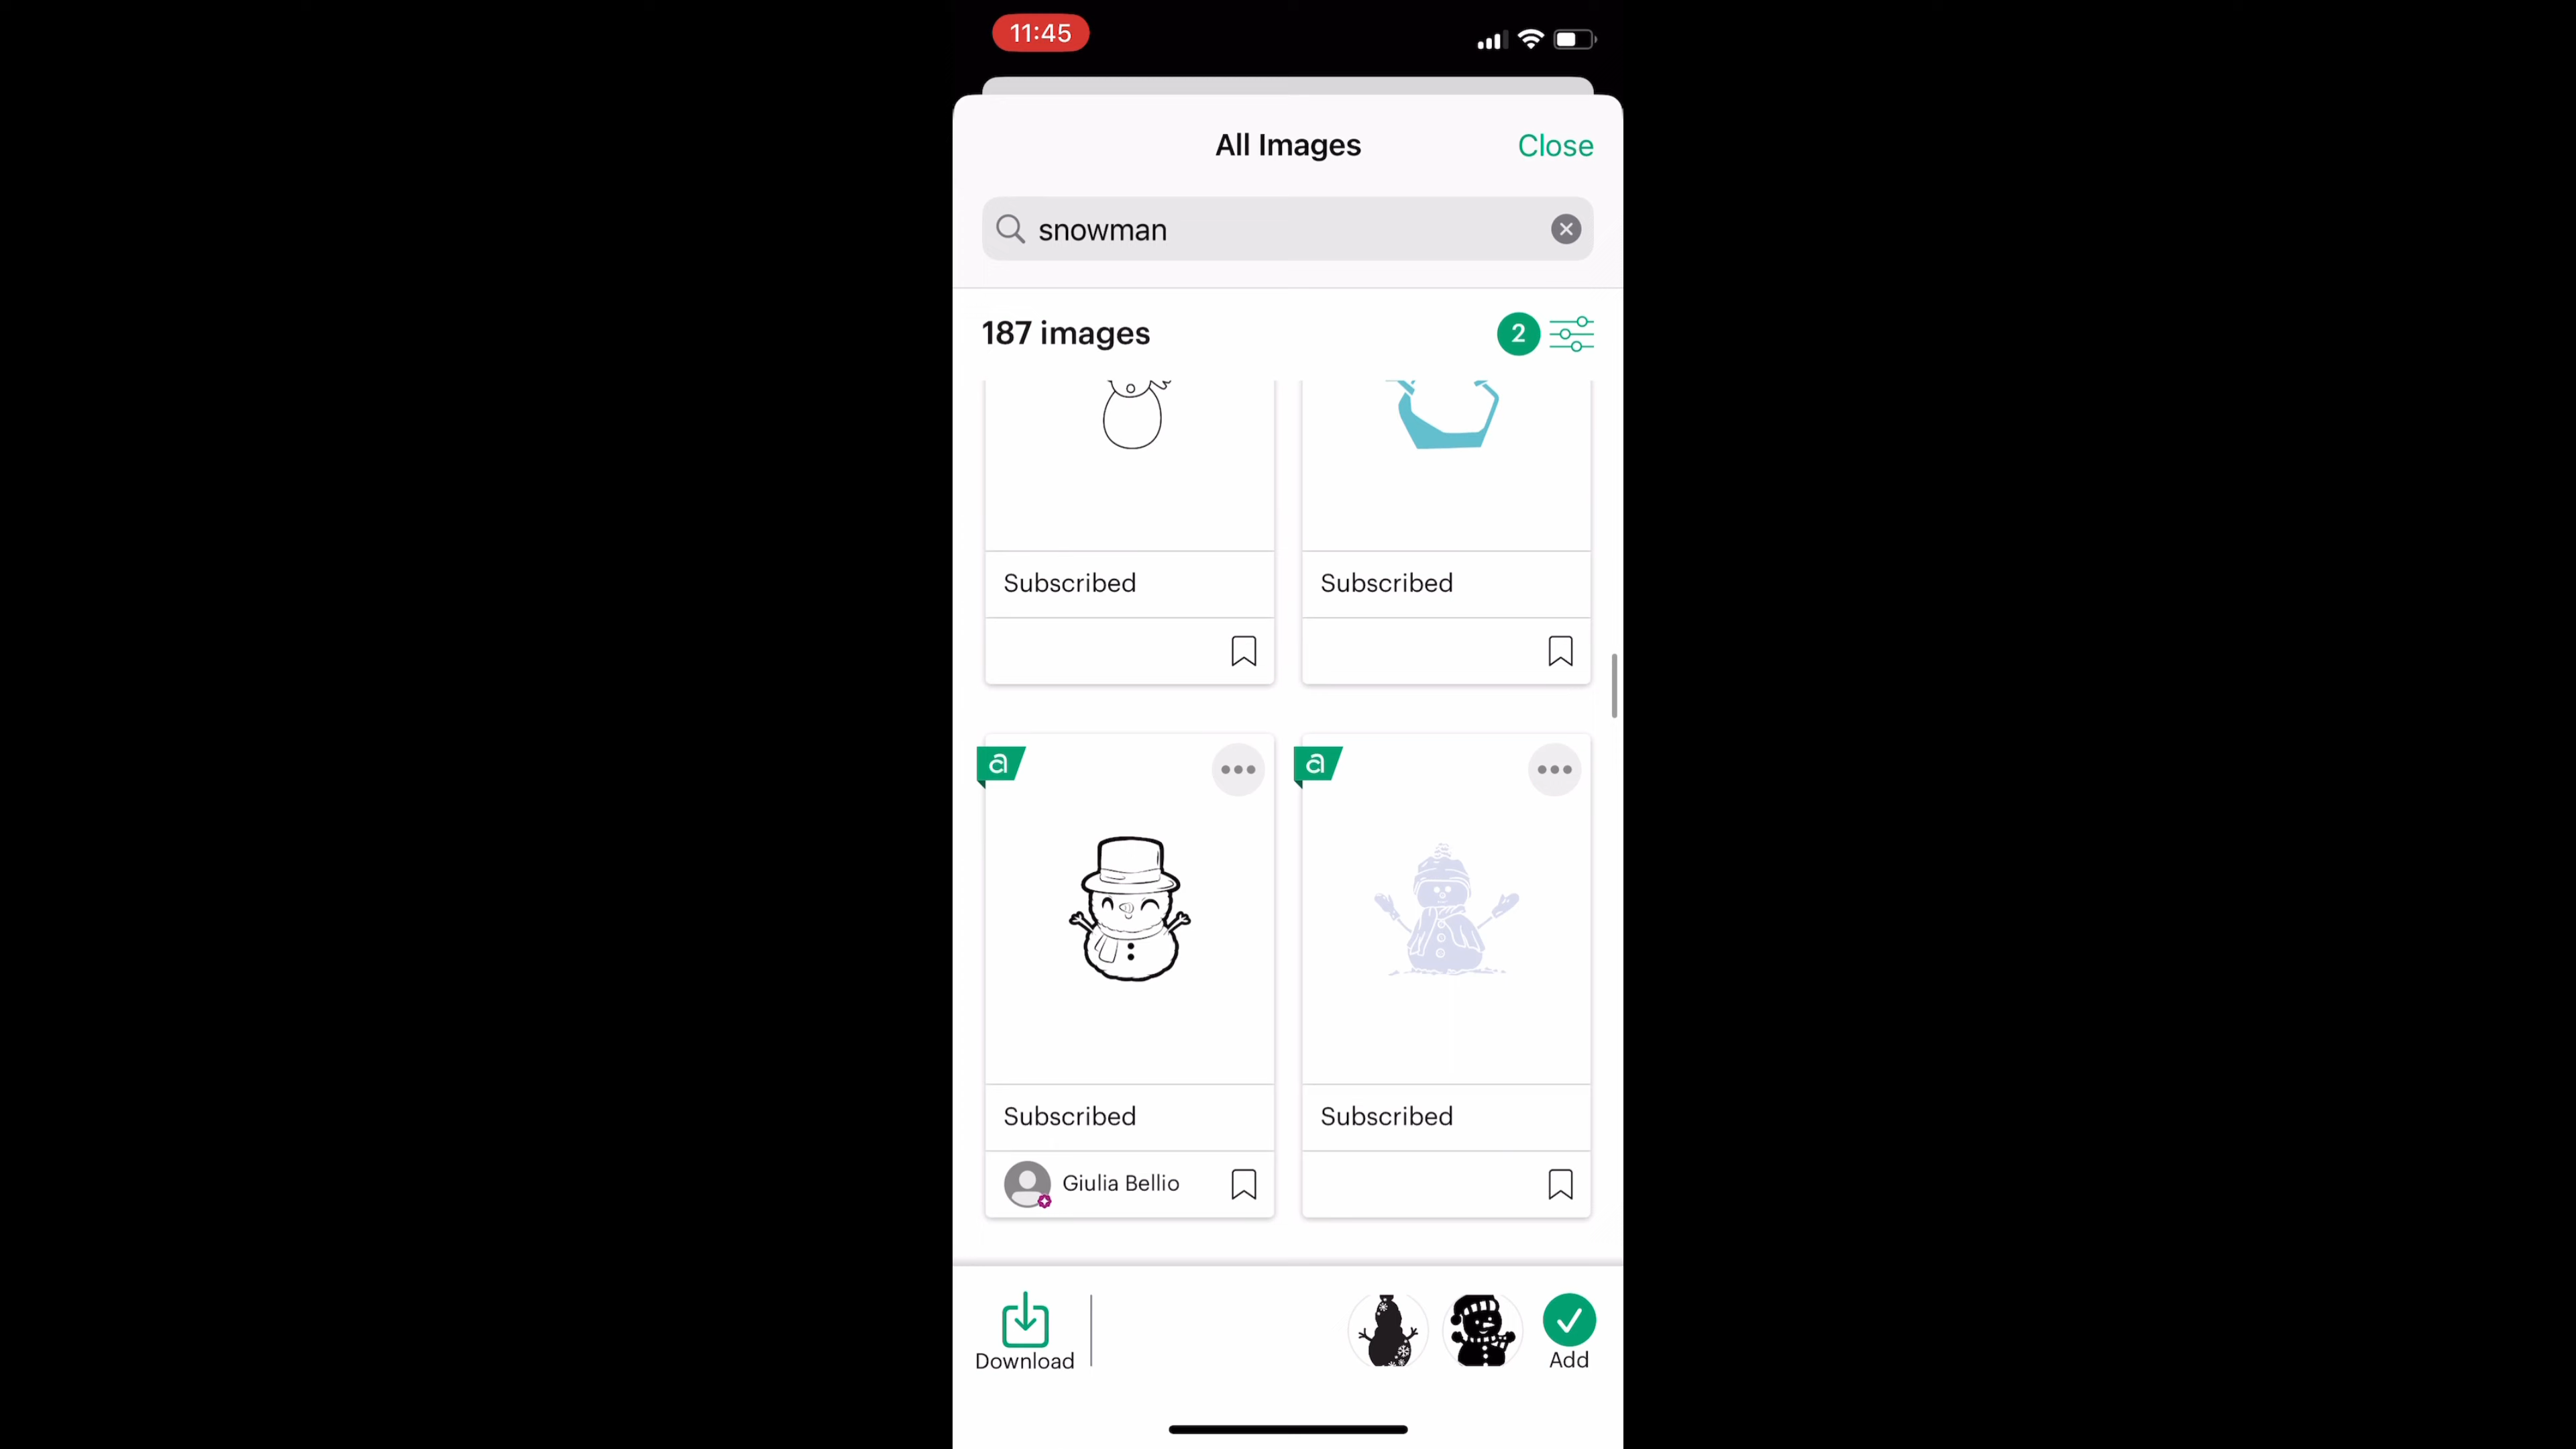 11:45
All Images
Close
snowman
187 images
2
Subscribed
Subscribed
a
a
Subscribed
Subscribed
Giulia Bellio
Download
Add